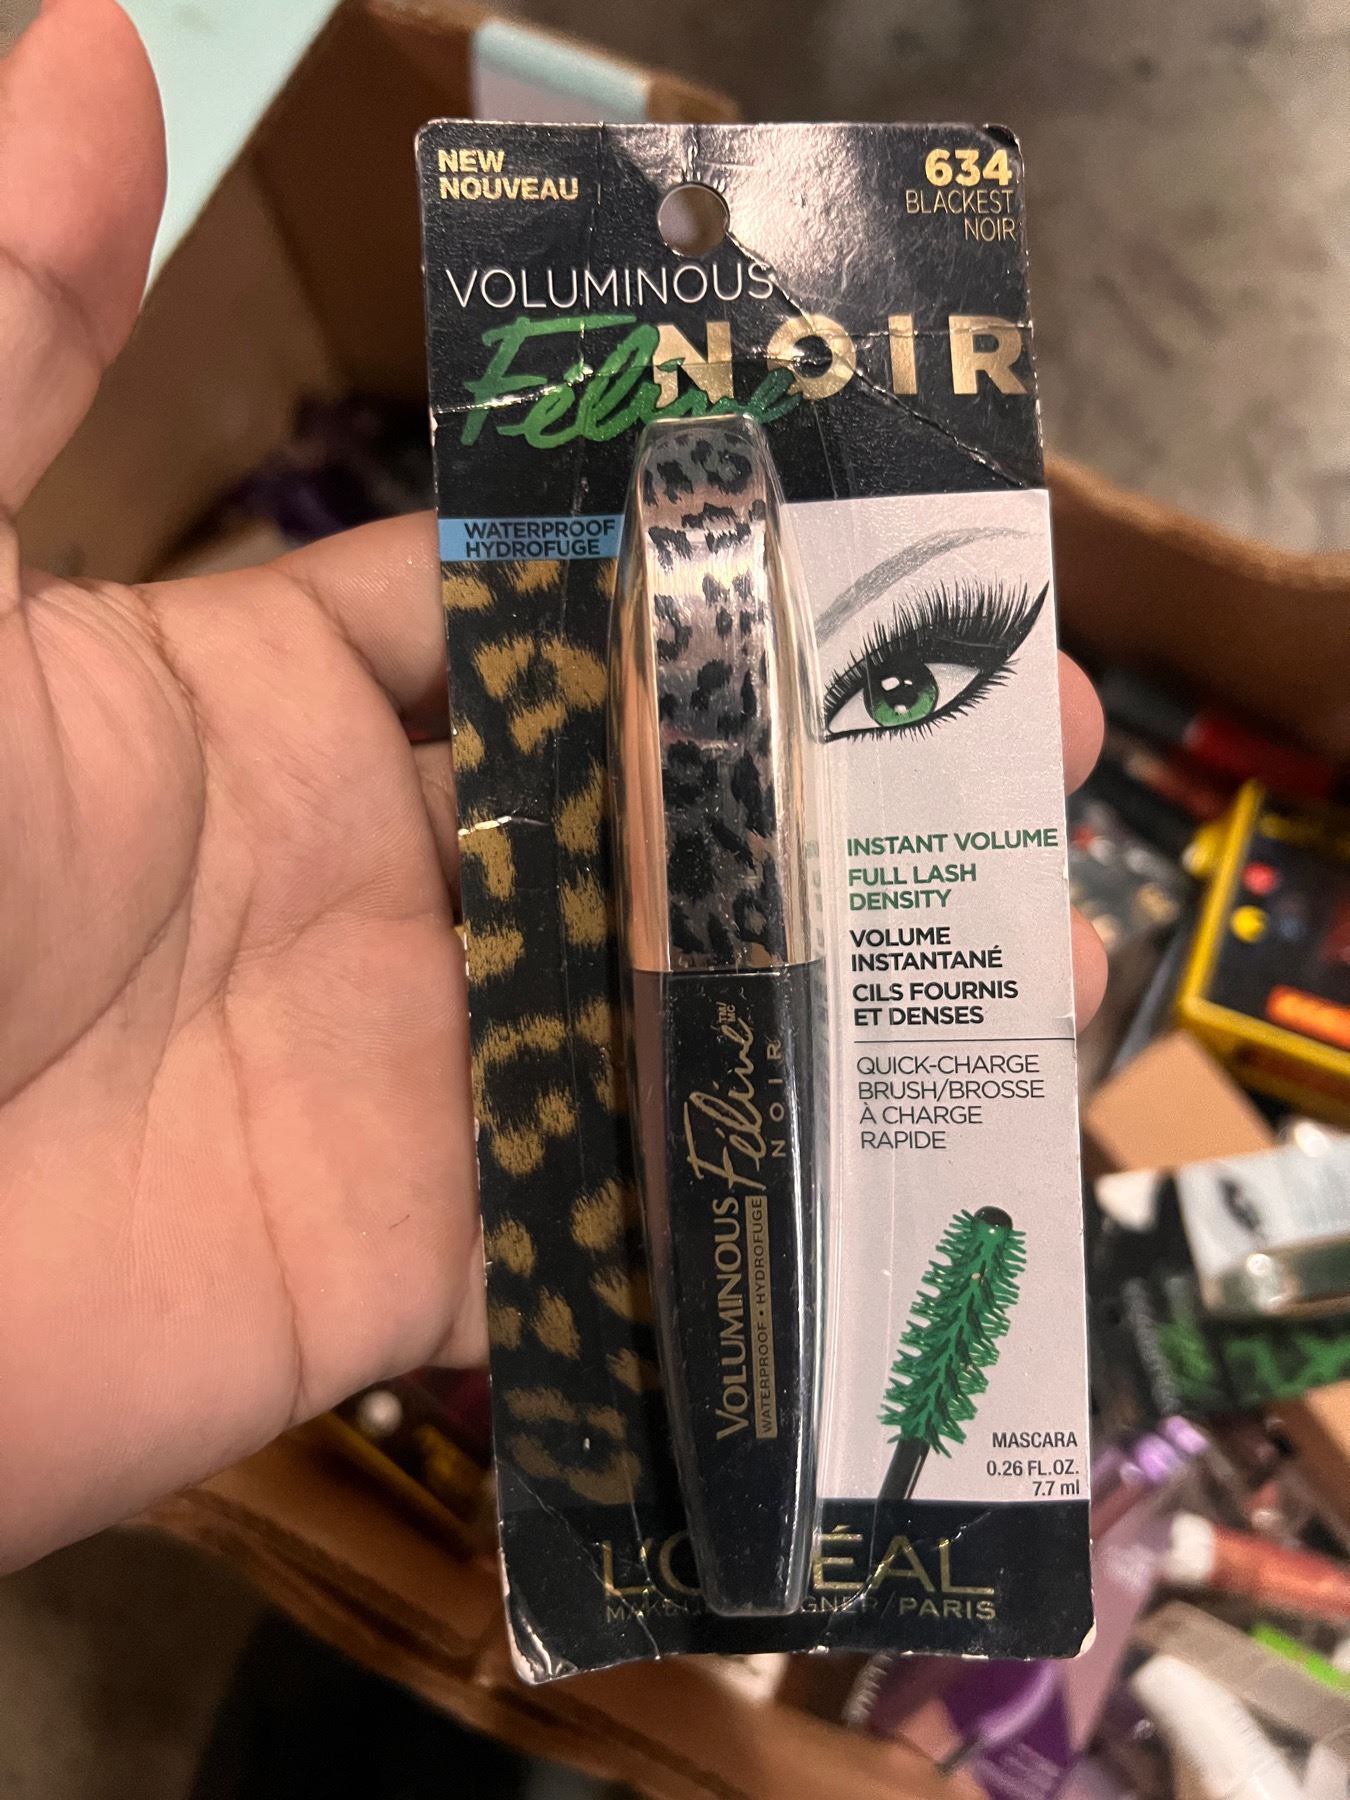 NEW
NOUVEAU
634
BLACKEST
NOIR
VOLUMINOUS
Féline NOIR
WATERPROOF
HYDROFUGE
INSTANT VOLUME
FULL LASH
DENSITY
VOLUME
INSTANTANÉ
CILS FOURNIS
ET DENSES
QUICK-CHARGE
BRUSH/BROSSE
À CHARGE
RAPIDE
VOLUMINOUS Féline TM/MC
NOIR
WATERPROOF • HYDROFUGE
MASCARA
0.26 FL.OZ.
7.7 ml
L'ORÉAL
PARIS